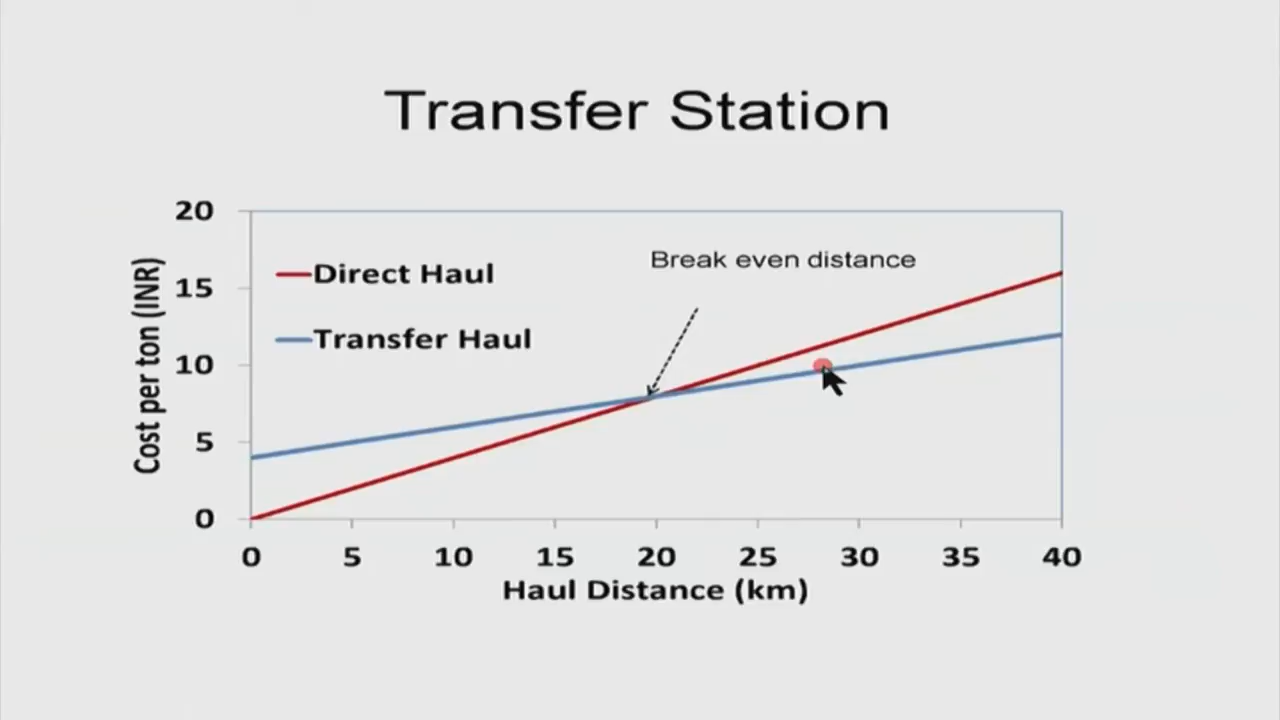 Transfer Station
20
15
10
5
0
Cost per ton (INR)
Direct Haul
Transfer Haul
Break even distance
0 5 10 15 20 25 30 35 40
Haul Distance (km)